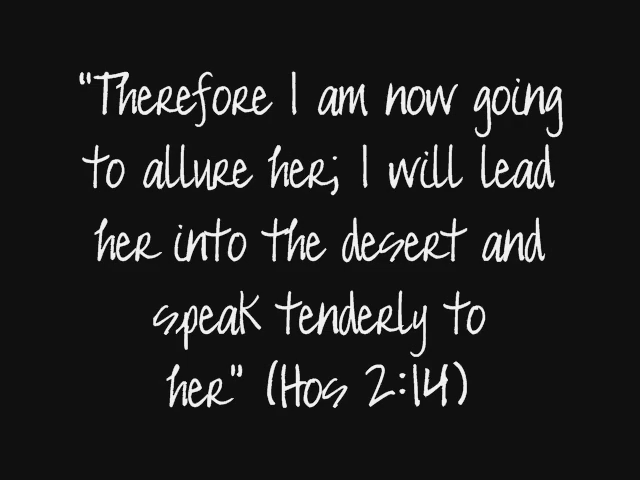 "Therefore I am now going
to allure her; I will lead
her into the desert and
speak tenderly to
her" (Hos 2:14)